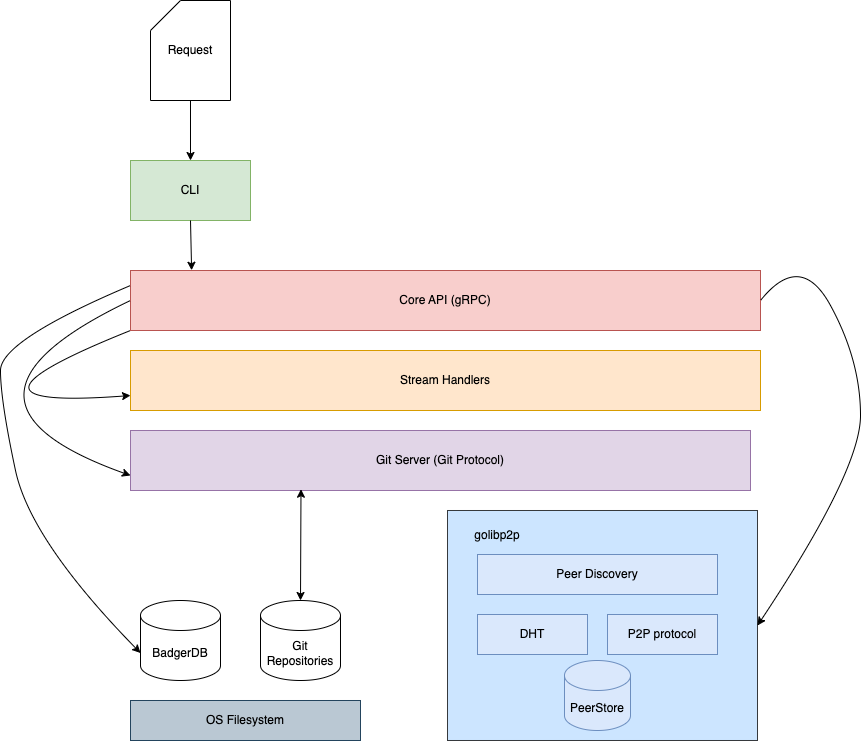 Request
CLI
Core API (gRPC)
Stream Handlers
Git Server (Git Protocol)
golibp2p
Peer Discovery
DHT
P2P protocol
PeerStore
BadgerDB
Git
Repositories
OS Filesystem